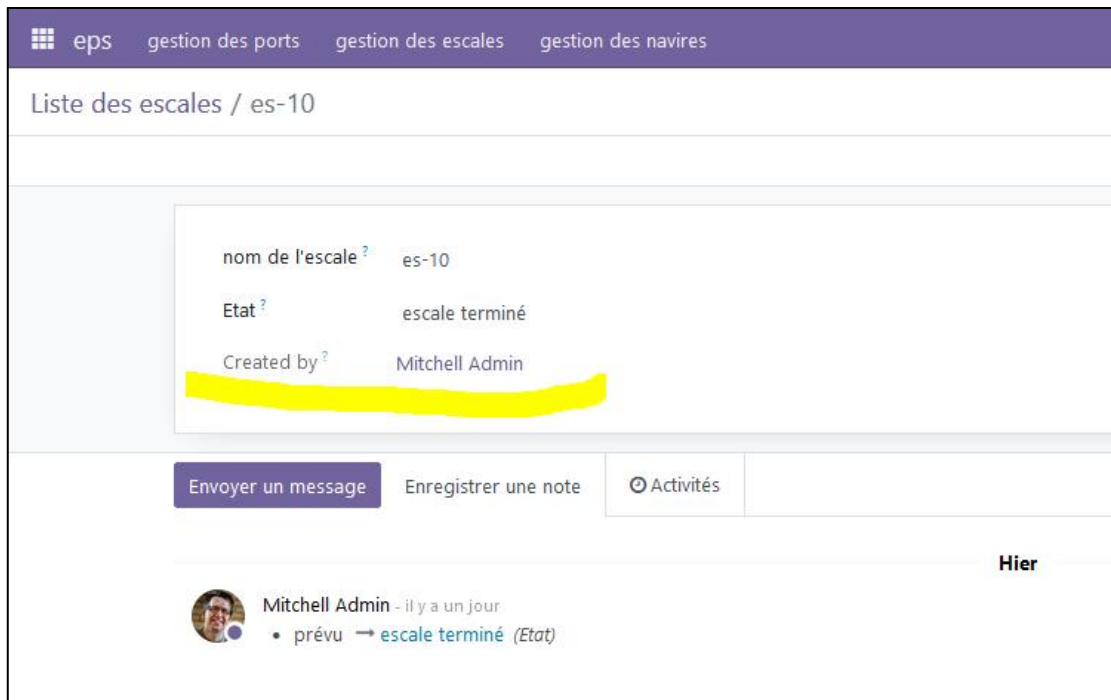 eps gestion des ports gestion des escales gestion des navires
Liste des escales / es-10
nom de l'escale ? es-10
Etat ? escale terminé
Created by ? Mitchell Admin
Envoyer un message Enregistrer une note Activités
Hier
Mitchell Admin - il y a un jour
• prévu → escale terminé (Etat)